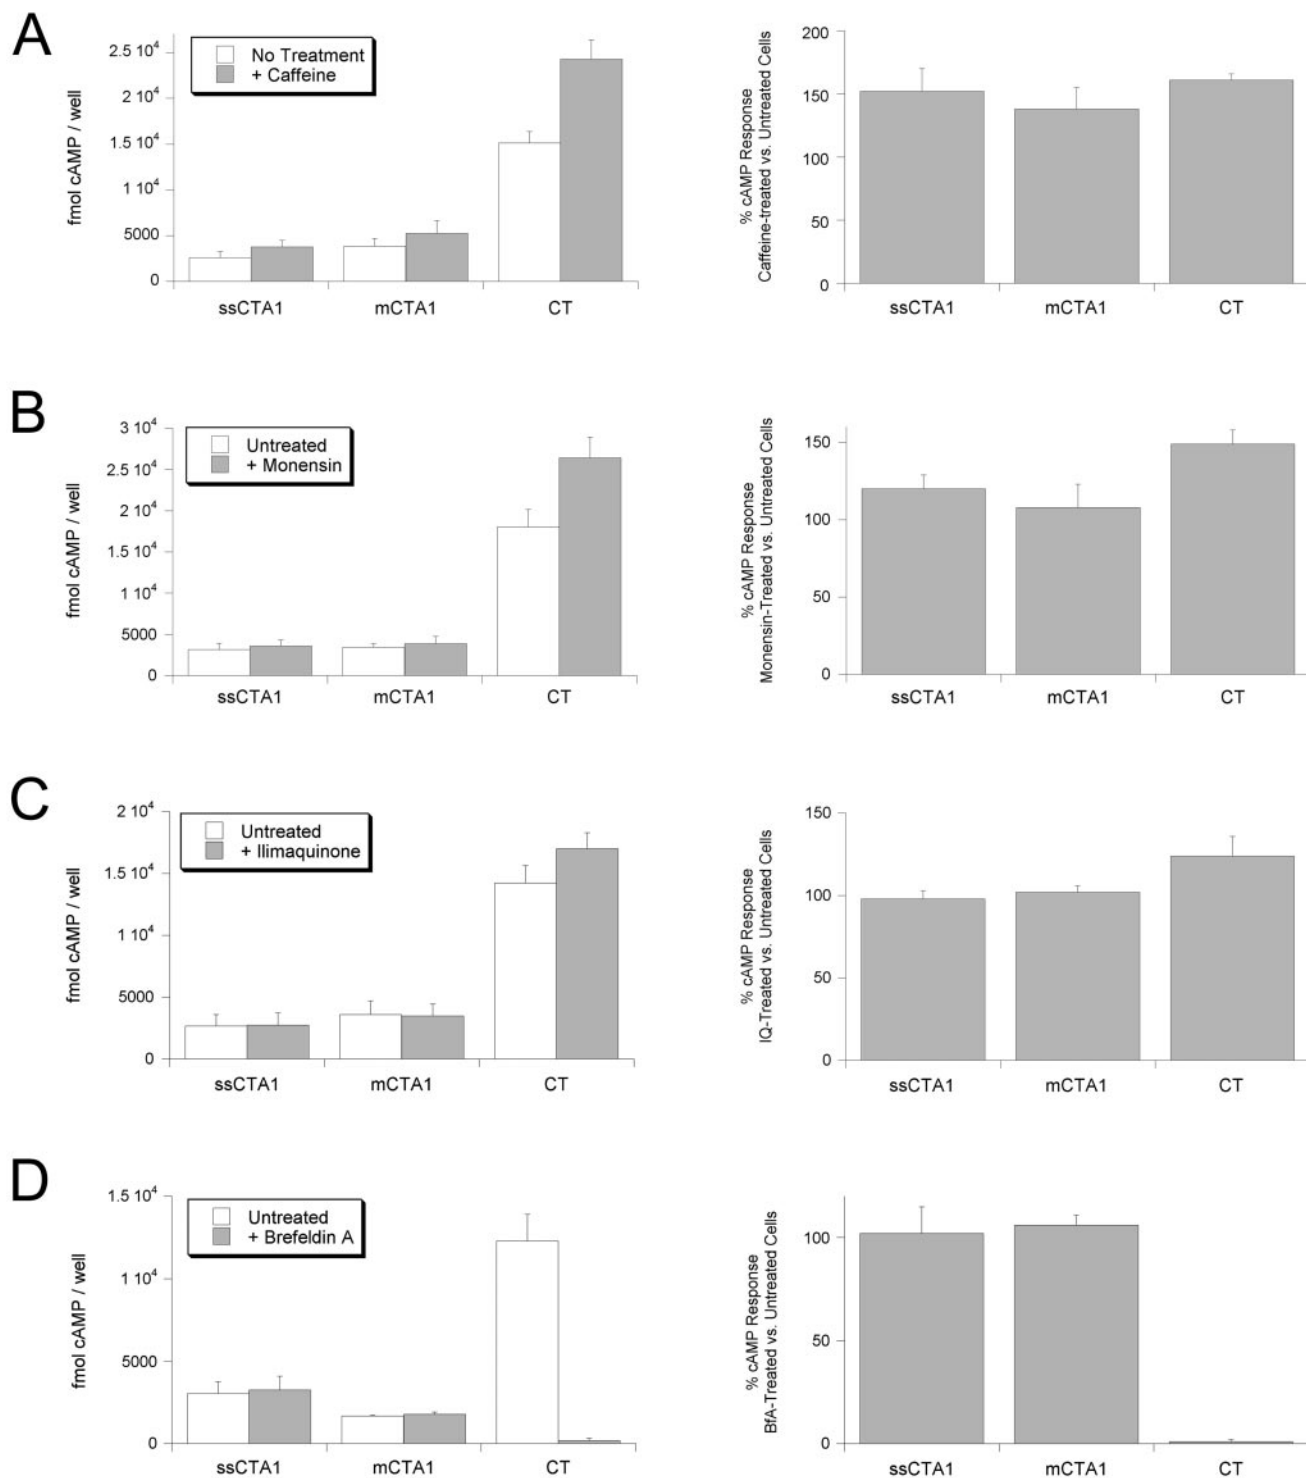 A
No Treatment
+ Caffeine
fmol cAMP / well
2.5 10⁴
2 10⁴
1.5 10⁴
1 10⁴
5000
0
ssCTA1 mCTA1 CT
% cAMP Response
Caffeine-treated vs. Untreated Cells
200
150
100
50
0
ssCTA1 mCTA1 CT
B
Untreated
+ Monensin
fmol cAMP / well
3 10⁴
2.5 10⁴
2 10⁴
1.5 10⁴
1 10⁴
5000
0
ssCTA1 mCTA1 CT
% cAMP Response
Monensin-Treated vs. Untreated Cells
150
100
50
0
ssCTA1 mCTA1 CT
C
Untreated
+ Ilimaquinone
fmol cAMP / well
2 10⁴
1.5 10⁴
1 10⁴
5000
0
ssCTA1 mCTA1 CT
% cAMP Response
IQ-Treated vs. Untreated Cells
150
100
50
0
ssCTA1 mCTA1 CT
D
Untreated
+ Brefeldin A
fmol cAMP / well
1.5 10⁴
1 10⁴
5000
0
ssCTA1 mCTA1 CT
% cAMP Response
BfA-Treated vs. Untreated Cells
100
50
0
ssCTA1 mCTA1 CT